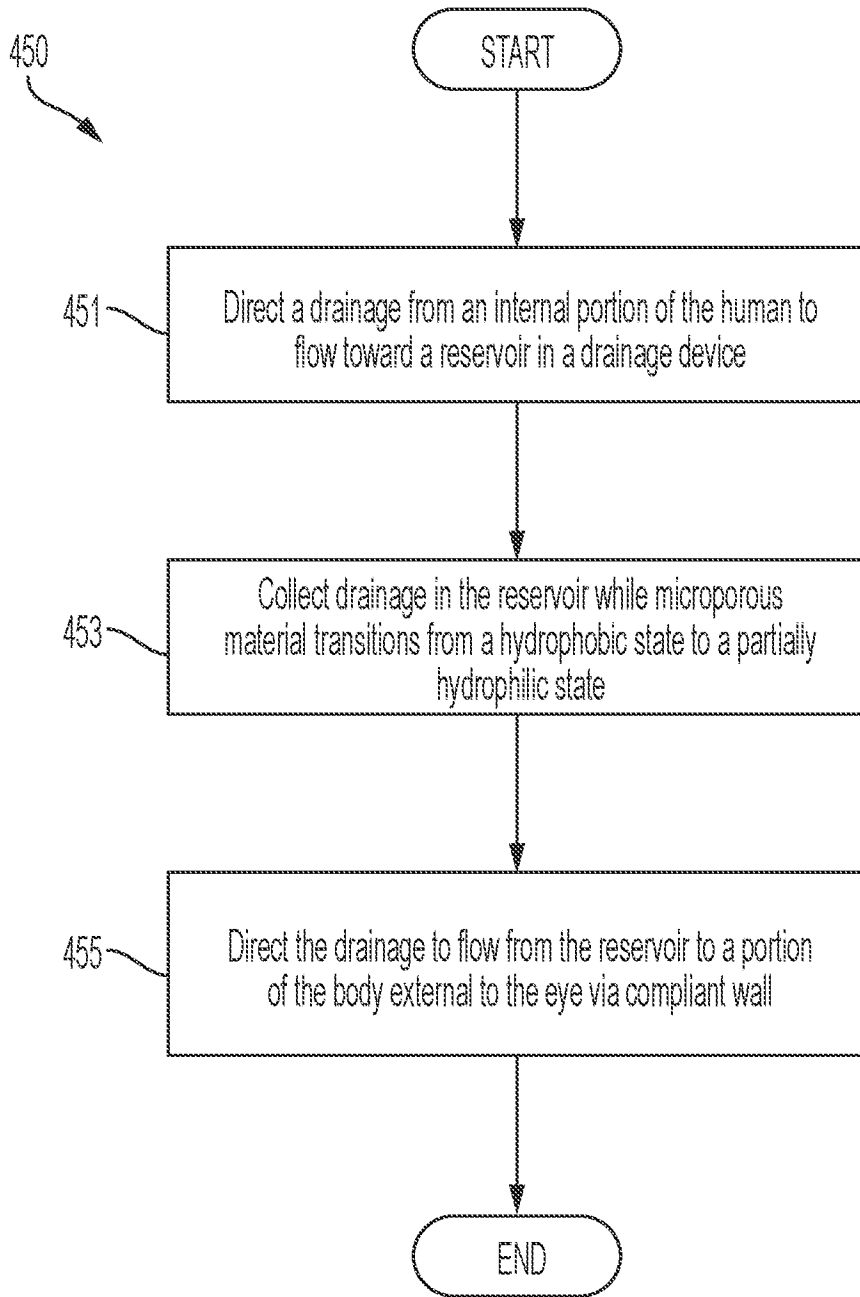 450
START
451
Direct a drainage from an internal portion of the human to
flow toward a reservoir in a drainage device
453
Collect drainage in the reservoir while microporous
material transitions from a hydrophobic state to a partially
hydrophilic state
455
Direct the drainage to flow from the reservoir to a portion
of the body external to the eye via compliant wall
END